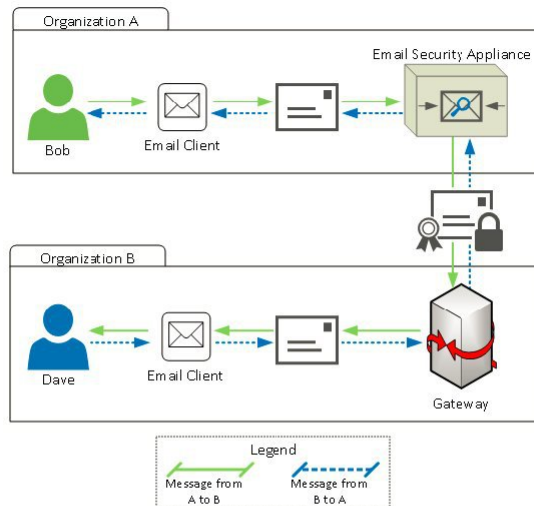 Organization A
Email Security Appliance
Bob
Email Client
Organization B
Dave
Email Client
Gateway
Legend
Message from
A to B
Message from
B to A